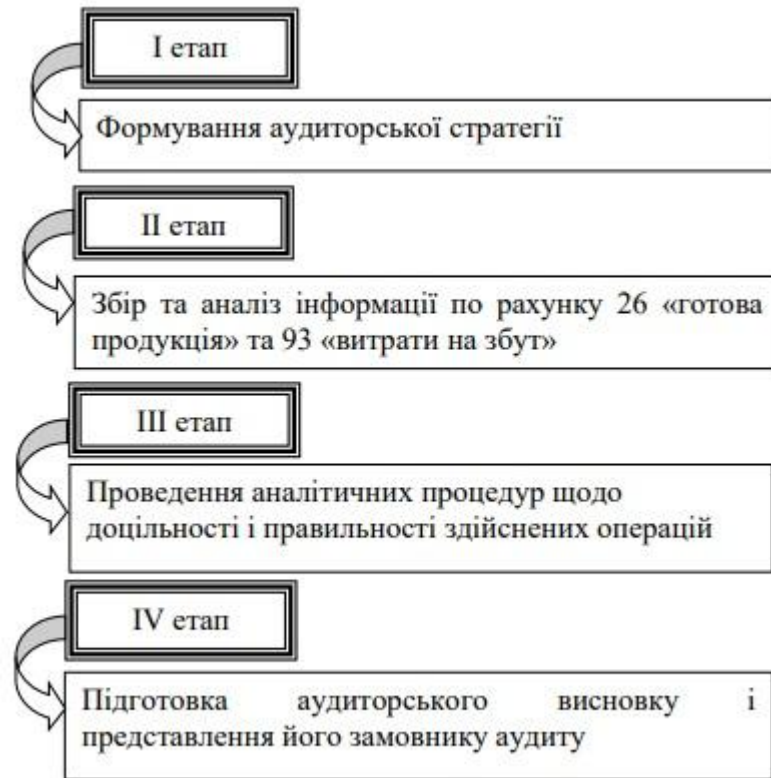 I етап
Формування аудиторської стратегії
II етап
Збір та аналіз інформації по рахунку 26 «готова
продукція» та 93 «витрати на збут»
III етап
Проведення аналітичних процедур щодо
доцільності і правильності здійснених операцій
IV етап
Підготовка аудиторського висновку і
представлення його замовнику аудиту